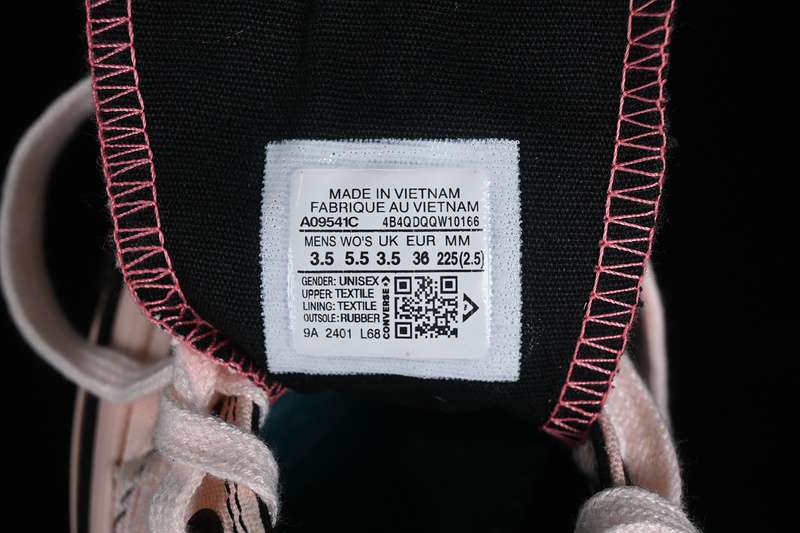 MADE IN VIETNAM
FABRIQUE AU VIETNAM
A09541C 4B4QDQQW10166
MENS WO'S UK EUR MM
3.5 5.5 3.5 36 225(2.5)
GENDER: UNISEX
UPPER: TEXTILE
LINING: TEXTILE
OUTSOLE: RUBBER
9A 2401 L68
CONVERSE